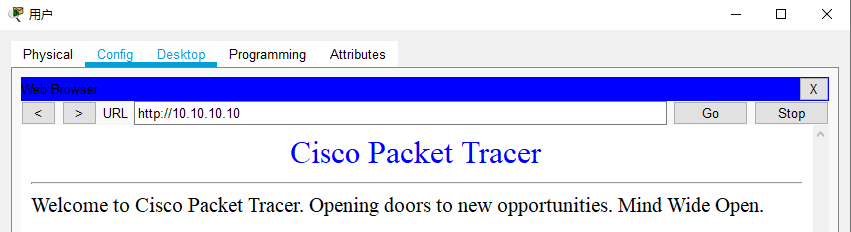 用户
Physical Config Desktop Programming Attributes
Web Browser X
< > URL http://10.10.10.10 Go Stop
Cisco Packet Tracer
Welcome to Cisco Packet Tracer. Opening doors to new opportunities. Mind Wide Open.